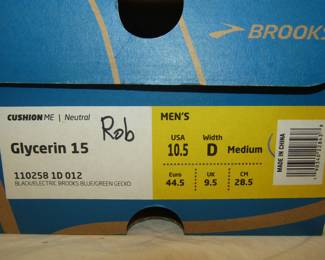 BROOKS
CUSHION ME | Neutral
Rob
Glycerin 15
110258 1D 012
BLACK/ELECTRIC BROOKS BLUE/GREEN GECKO
MEN'S
USA Width
10.5 D Medium
Euro UK CM
44.5 9.5 28.5
MADE IN CHINA